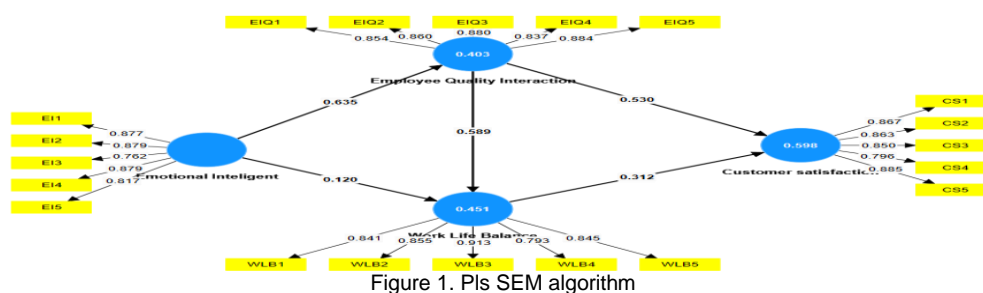 EIQ1 EIQ2 EIQ3 EIQ4 EIQ5
0.854 0.860 0.880 0.837 0.884
0.403
Employee Quality Interaction
0.635 0.530
EI1
EI2
EI3
EI4
EI5
0.877
0.879
0.762
0.879
0.817
Emotional Inteligent
0.589
0.120 0.312
CS1
CS2
CS3
CS4
CS5
0.867
0.863
0.850
0.796
0.885
0.598
Customer satisfactio...
0.451
Work Life Balance
0.841 0.855 0.913 0.793 0.845
WLB1 WLB2 WLB3 WLB4 WLB5
Figure 1. Pls SEM algorithm